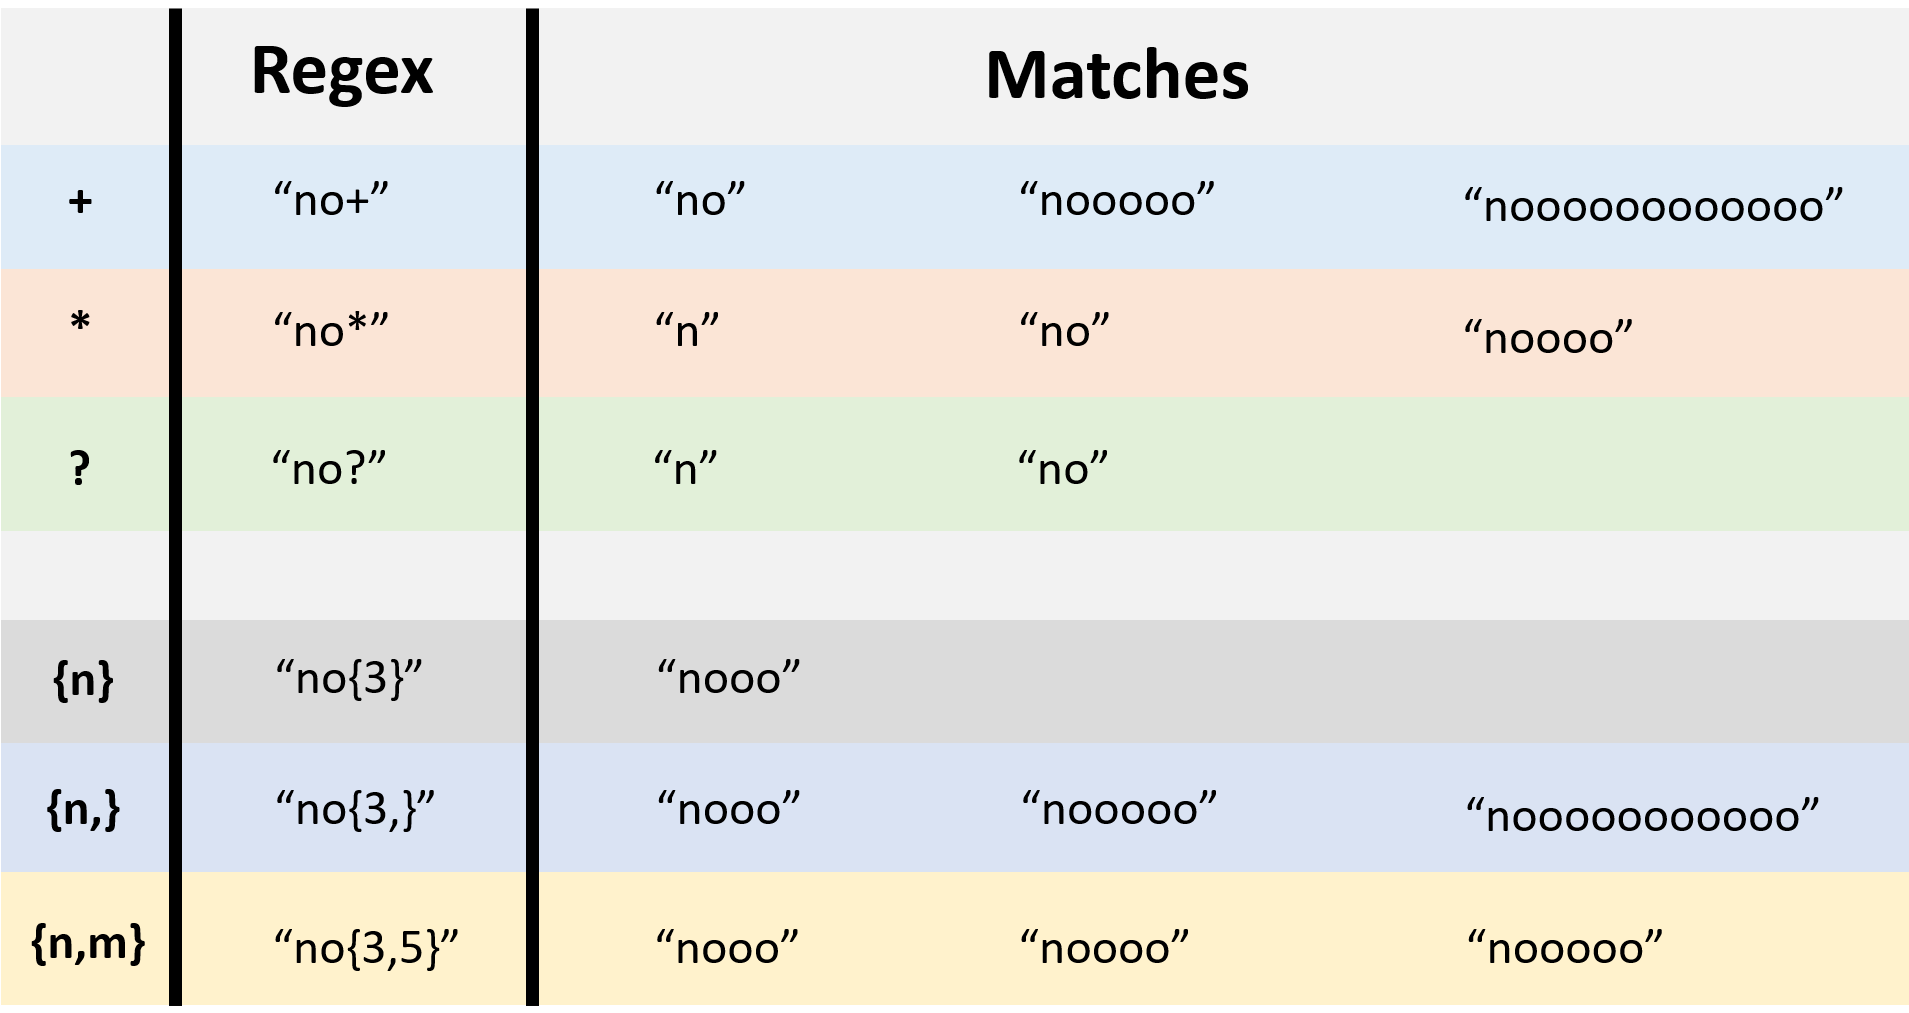 Regex Matches
+ “no+” “no” “nooooo” “noooooooooooo”
* “no*” “n” “no” “noooo”
? “no?” “n” “no”
{n} “no{3}” “nooo”
{n,} “no{3,}” “nooo” “nooooo” “nooooooooooo”
{n,m} “no{3,5}” “nooo” “noooo” “nooooo”